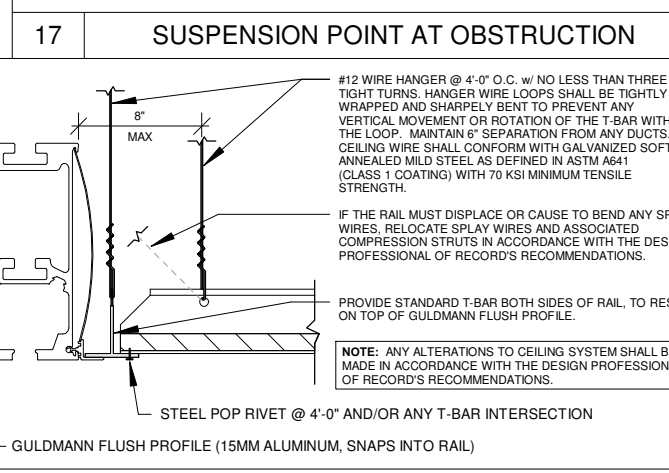 17
SUSPENSION POINT AT OBSTRUCTION
#12 WIRE HANGER @ 4'-0" O.C. w/ NO LESS THAN THREE
TIGHT TURNS. HANGER WIRE LOOPS SHALL BE TIGHTLY
WRAPPED AND SHARPELY BENT TO PREVENT ANY
VERTICAL MOVEMENT OR ROTATION OF THE T-BAR WITH
THE LOOP. MAINTAIN 6" SEPARATION FROM ANY DUCTS.
CEILING WIRE SHALL CONFORM WITH GALVANIZED SOFT
ANNEALED MILD STEEL AS DEFINED IN ASTM A641
(CLASS 1 COATING) WITH 70 KSI MINIMUM TENSILE
STRENGTH.
8"
MAX
IF THE RAIL MUST DISPLACE OR CAUSE TO BEND ANY
WIRES, RELOCATE SPLAY WIRES AND ASSOCIATED
COMPRESSION STRUTS IN ACCORDANCE WITH THE
PROFESSIONAL OF RECORD'S RECOMMENDATIONS.
PROVIDE STANDARD T-BAR BOTH SIDES OF RAIL, TO
ON TOP OF GULDMANN FLUSH PROFILE.
NOTE: ANY ALTERATIONS TO CEILING SYSTEM SHALL
MADE IN ACCORDANCE WITH THE DESIGN PROFESSION
OF RECORD'S RECOMMENDATIONS.
STEEL POP RIVET @ 4'-0" AND/OR ANY T-BAR INTERSECTION
GULDMANN FLUSH PROFILE (15MM ALUMINUM, SNAPS INTO RAIL)